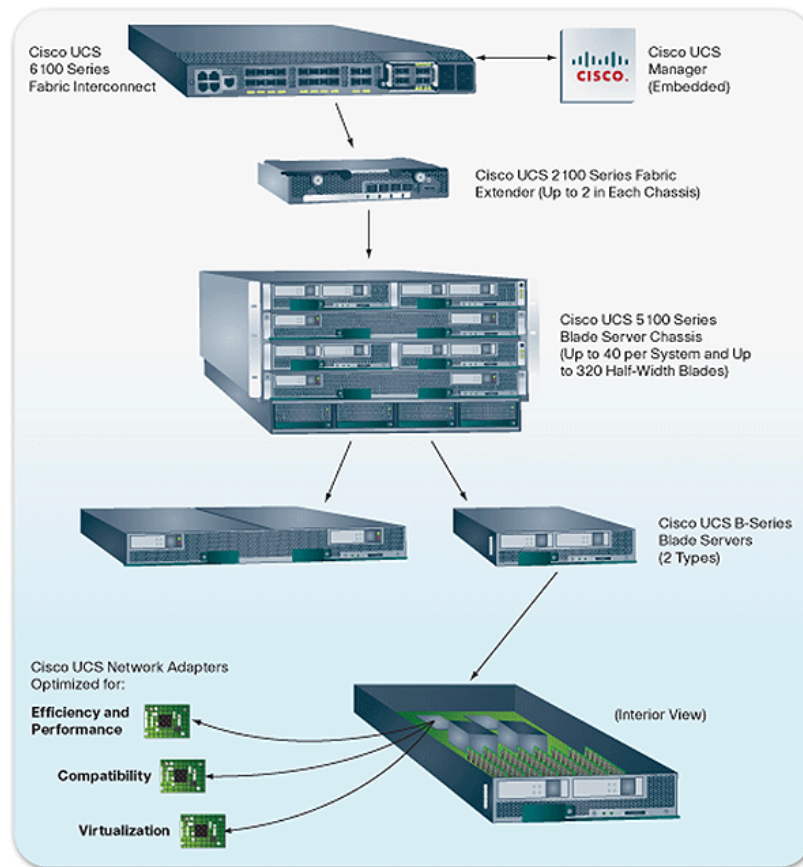 Cisco UCS
6100 Series
Fabric Interconnect
CISCO.
Cisco UCS
Manager
(Embedded)
Cisco UCS 2100 Series Fabric
Extender (Up to 2 in Each Chassis)
Cisco UCS 5100 Series
Blade Server Chassis
(Up to 40 per System and Up
to 320 Half-Width Blades)
Cisco UCS B-Series
Blade Servers
(2 Types)
Cisco UCS Network Adapters
Optimized for:
Efficiency and
Performance
(Interior View)
Compatibility
Virtualization